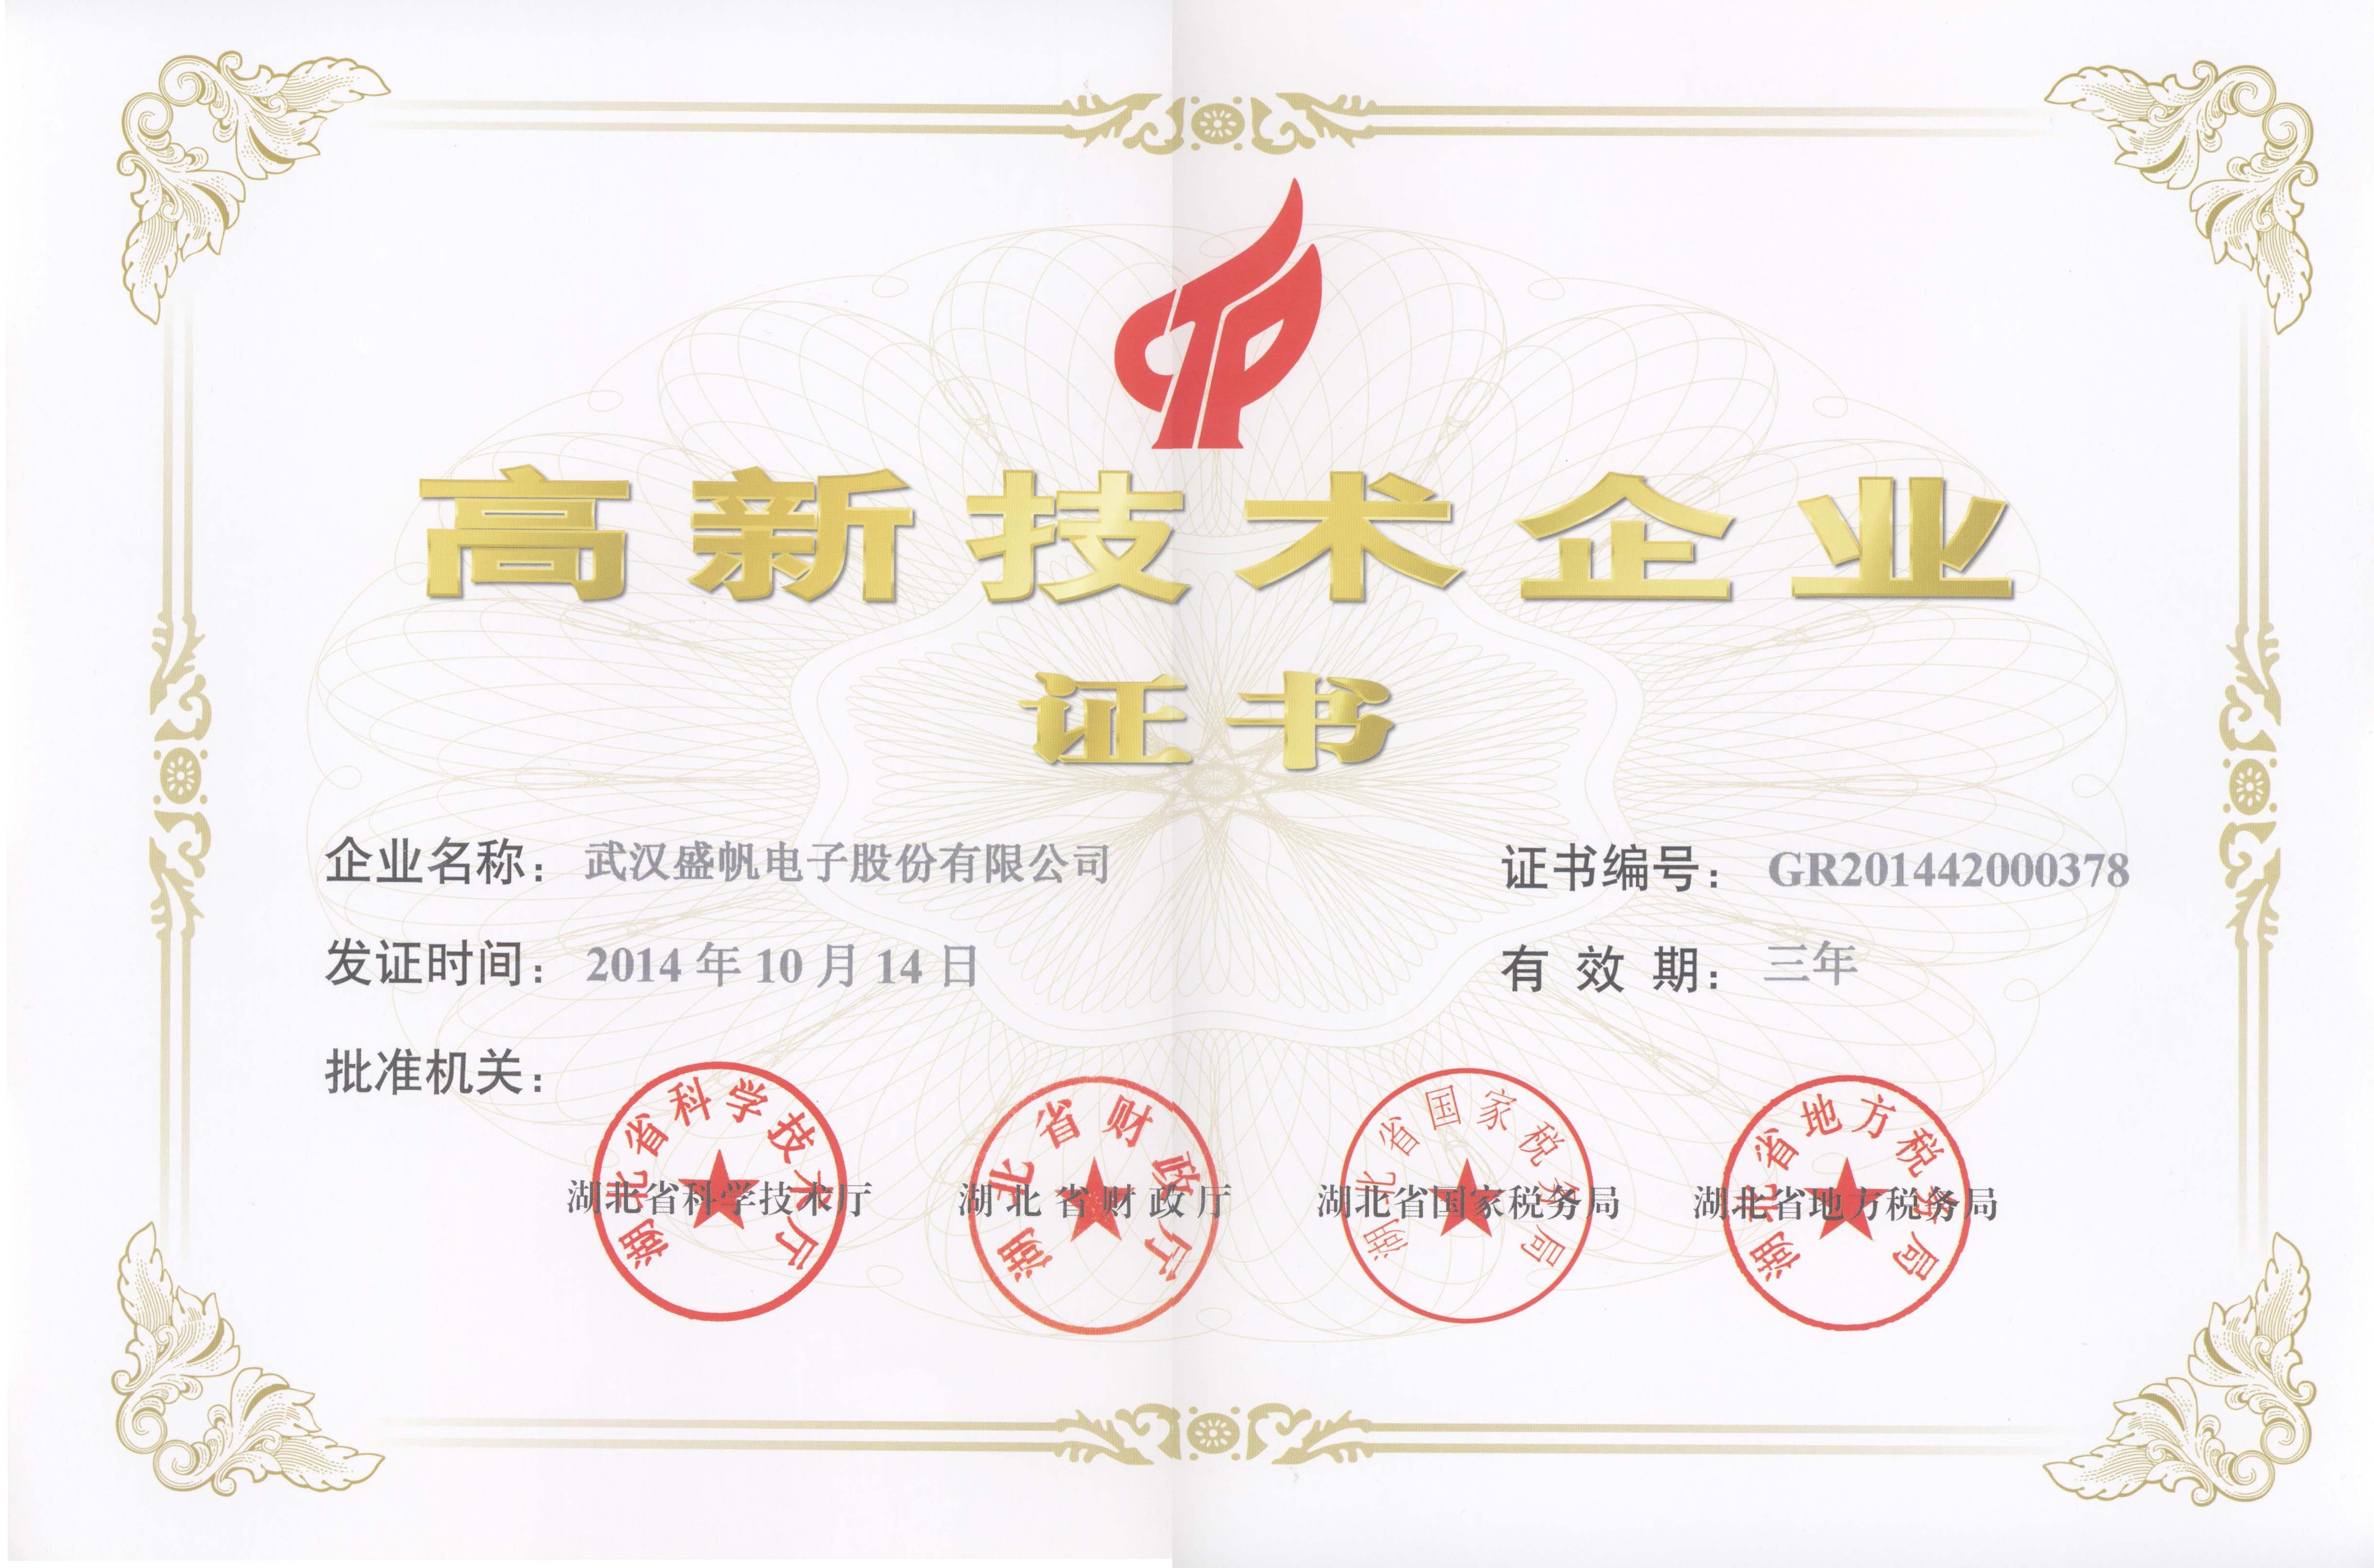 高新技术企业
证书
企业名称：武汉盛帆电子股份有限公司 证书编号：GR201442000378
发证时间：2014年10月14日 有效期：三年
批准机关：
湖北省科学技术厅 湖北省财政厅 湖北省国家税务局 湖北省地方税务局
湖北省科学技术厅 湖北省财政厅 湖北省国家税务局 湖北省地方税务局